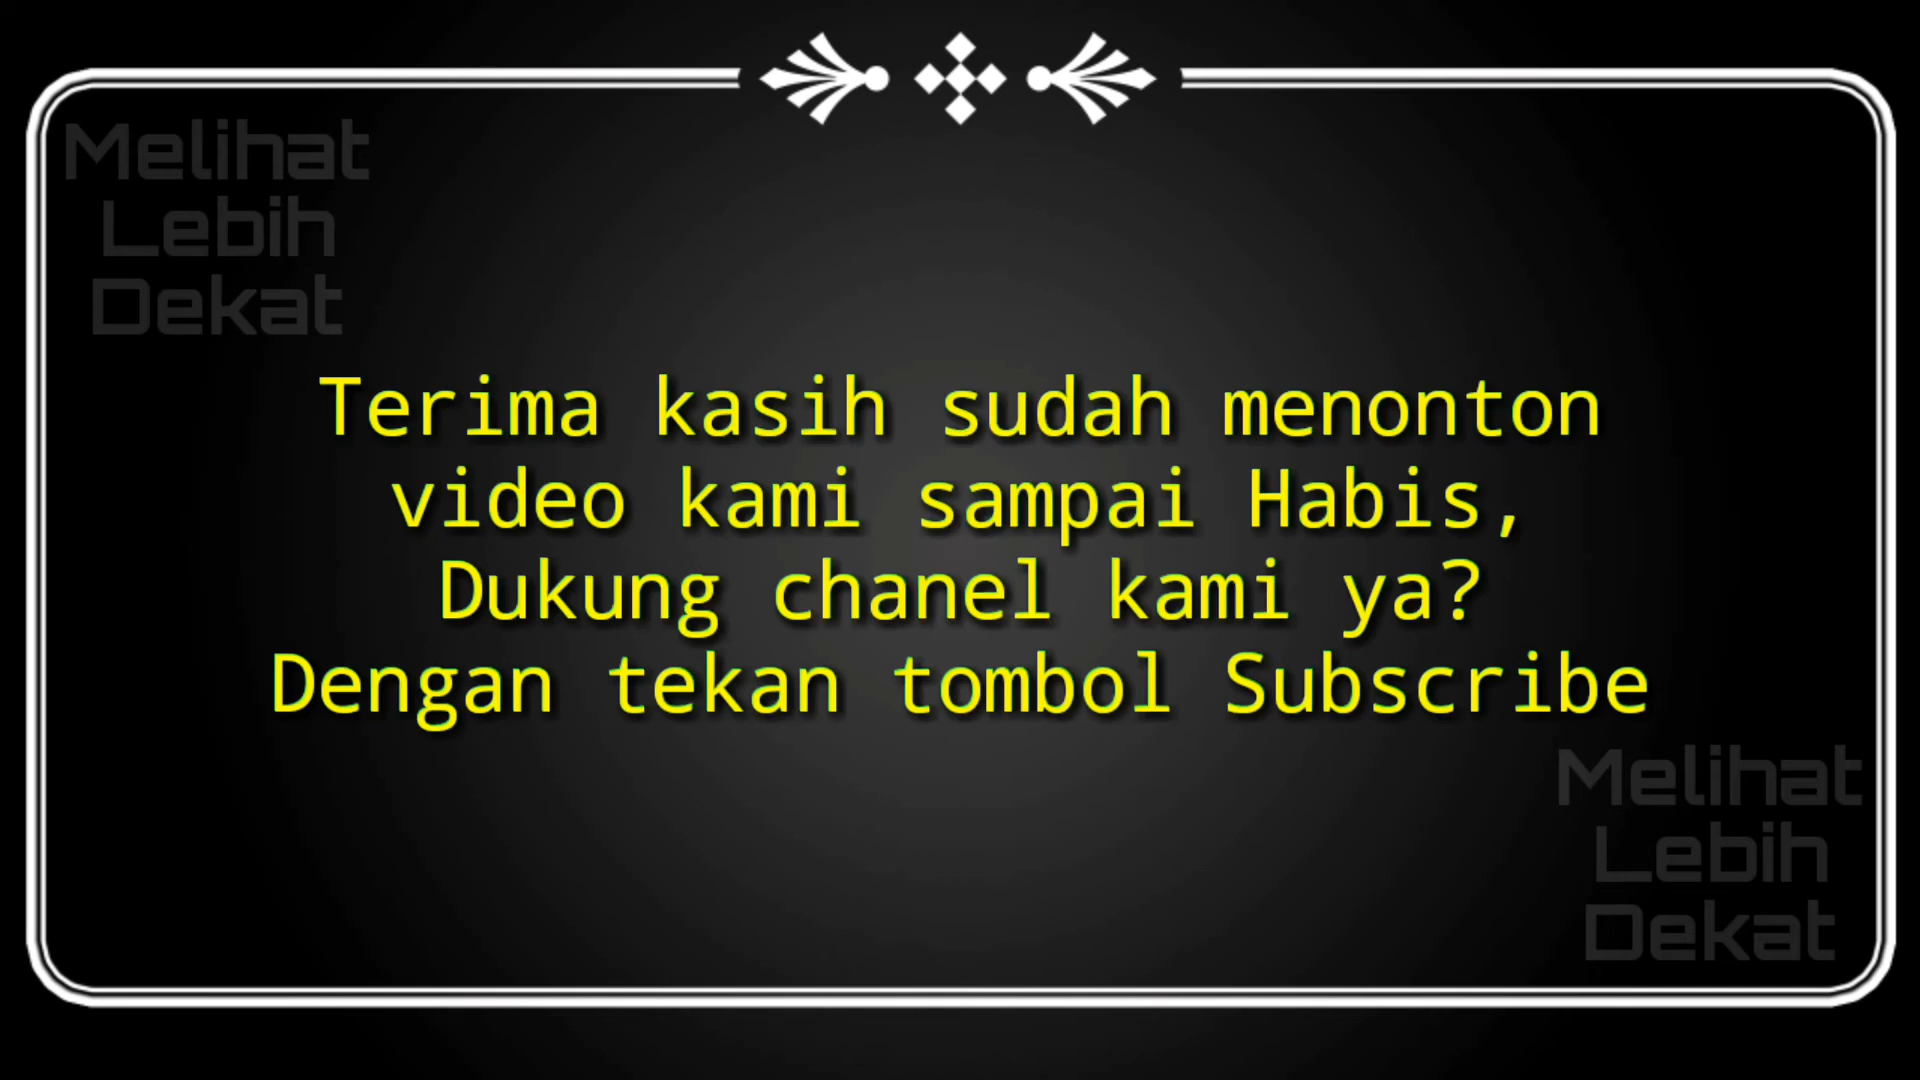 Melihat
Lebih
Dekat
Terima kasih sudah menonton
video kami sampai Habis,
Dukung chanel kami ya?
Dengan tekan tombol Subscribe
Melihat
Lebih
Dekat